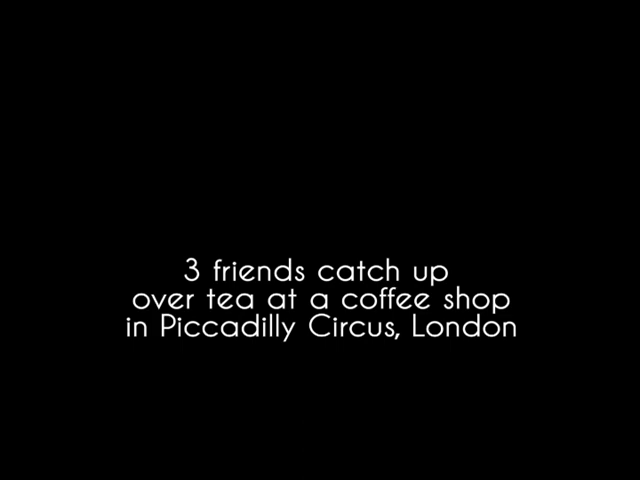 3 friends catch up
over tea at a coffee shop
in Piccadilly Circus, London